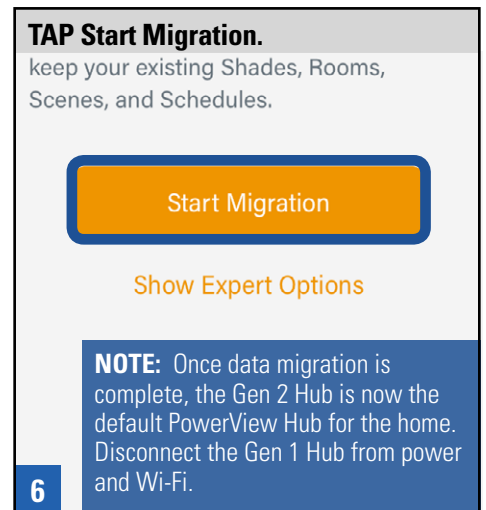 TAP Start Migration.
keep your existing Shades, Rooms,
Scenes, and Schedules.
Start Migration
Show Expert Options
NOTE: Once data migration is
complete, the Gen 2 Hub is now the
default PowerView Hub for the home.
Disconnect the Gen 1 Hub from power
and Wi-Fi.
6